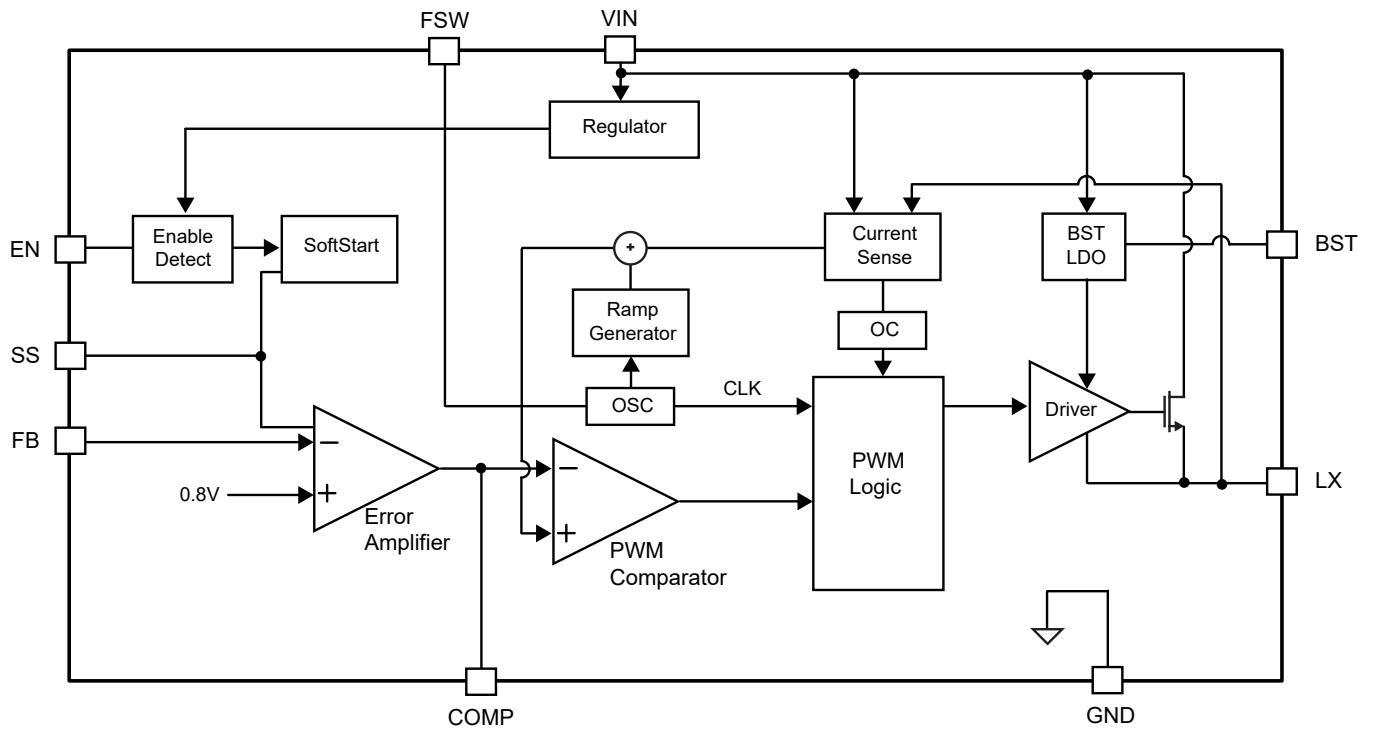 FSW
VIN
Regulator
EN
Enable
Detect
SoftStart
+
Current
Sense
BST
LDO
BST
Ramp
Generator
OC
SS
OSC
CLK
Driver
FB
−
0.8V
+
Error
Amplifier
−
+
PWM
Comparator
PWM
Logic
LX
COMP
GND